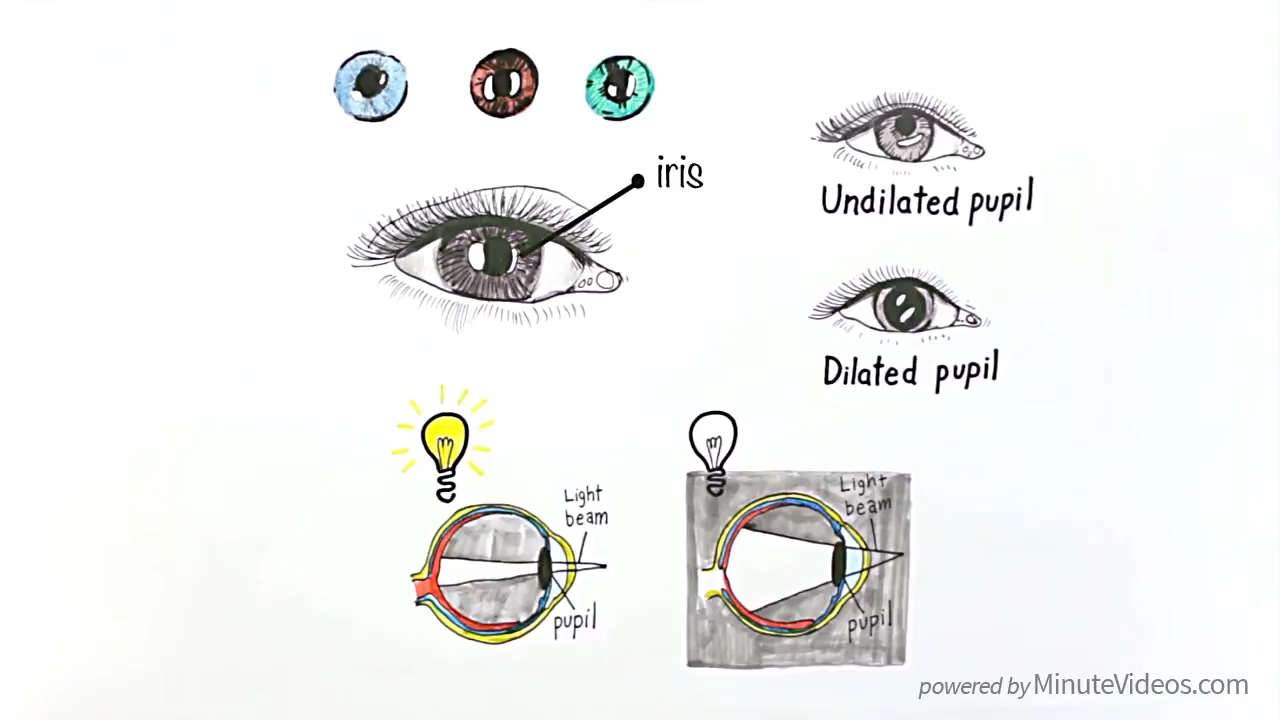 iris
Undilated pupil
Dilated pupil
Light
beam
pupil
Light
beam
pupil
powered by MinuteVideos.com